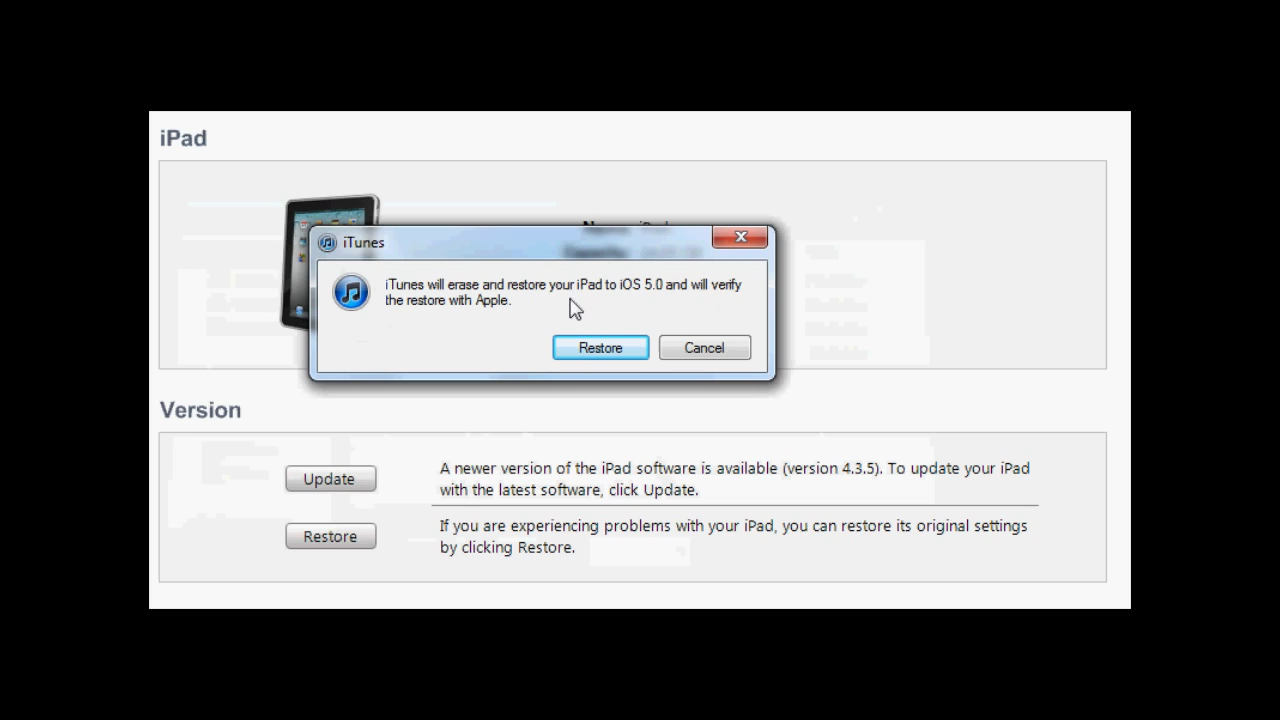 iPad
iTunes
iTunes will erase and restore your iPad to iOS 5.0 and will verify
the restore with Apple.
Restore
Cancel
Version
Update
A newer version of the iPad software is available (version 4.3.5). To update your iPad
with the latest software, click Update.
Restore
If you are experiencing problems with your iPad, you can restore its original settings
by clicking Restore.